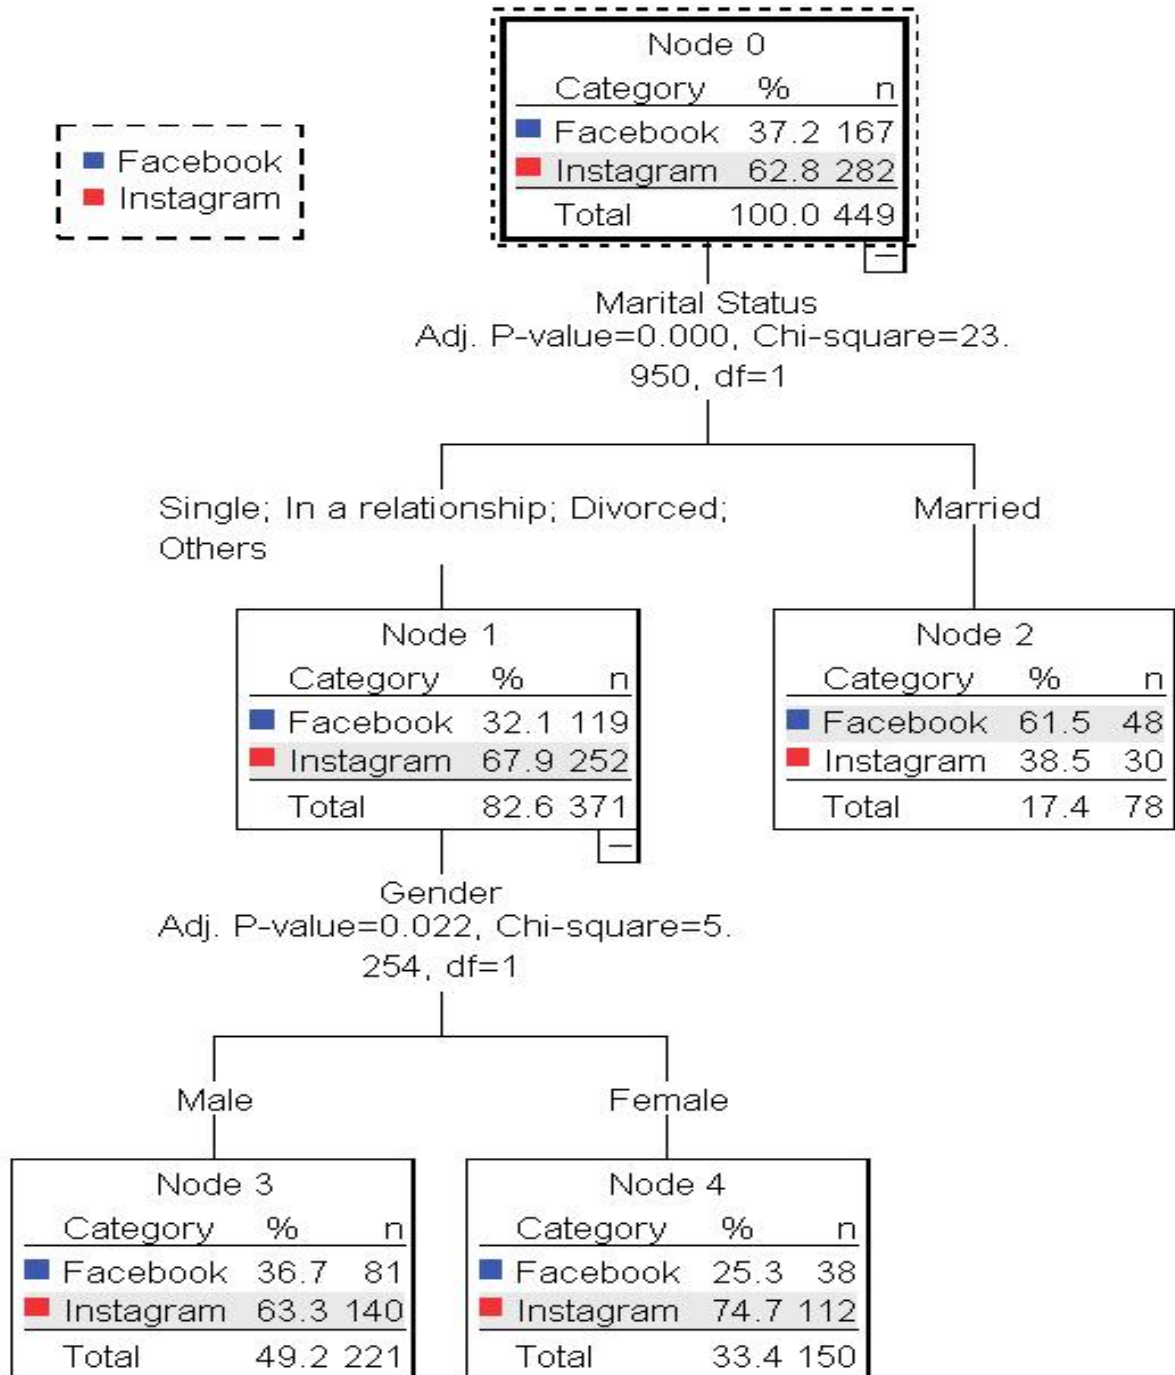 Node 0
Category % n
Facebook 37.2 167
Instagram 62.8 282
Total 100.0 449
Facebook
Instagram
Marital Status
Adj. P-value=0.000, Chi-square=23.
950, df=1
Single; In a relationship; Divorced;
Others
Married
Node 1
Category % n
Facebook 32.1 119
Instagram 67.9 252
Total 82.6 371
Node 2
Category % n
Facebook 61.5 48
Instagram 38.5 30
Total 17.4 78
Gender
Adj. P-value=0.022, Chi-square=5.
254, df=1
Male
Female
Node 3
Category % n
Facebook 36.7 81
Instagram 63.3 140
Total 49.2 221
Node 4
Category % n
Facebook 25.3 38
Instagram 74.7 112
Total 33.4 150